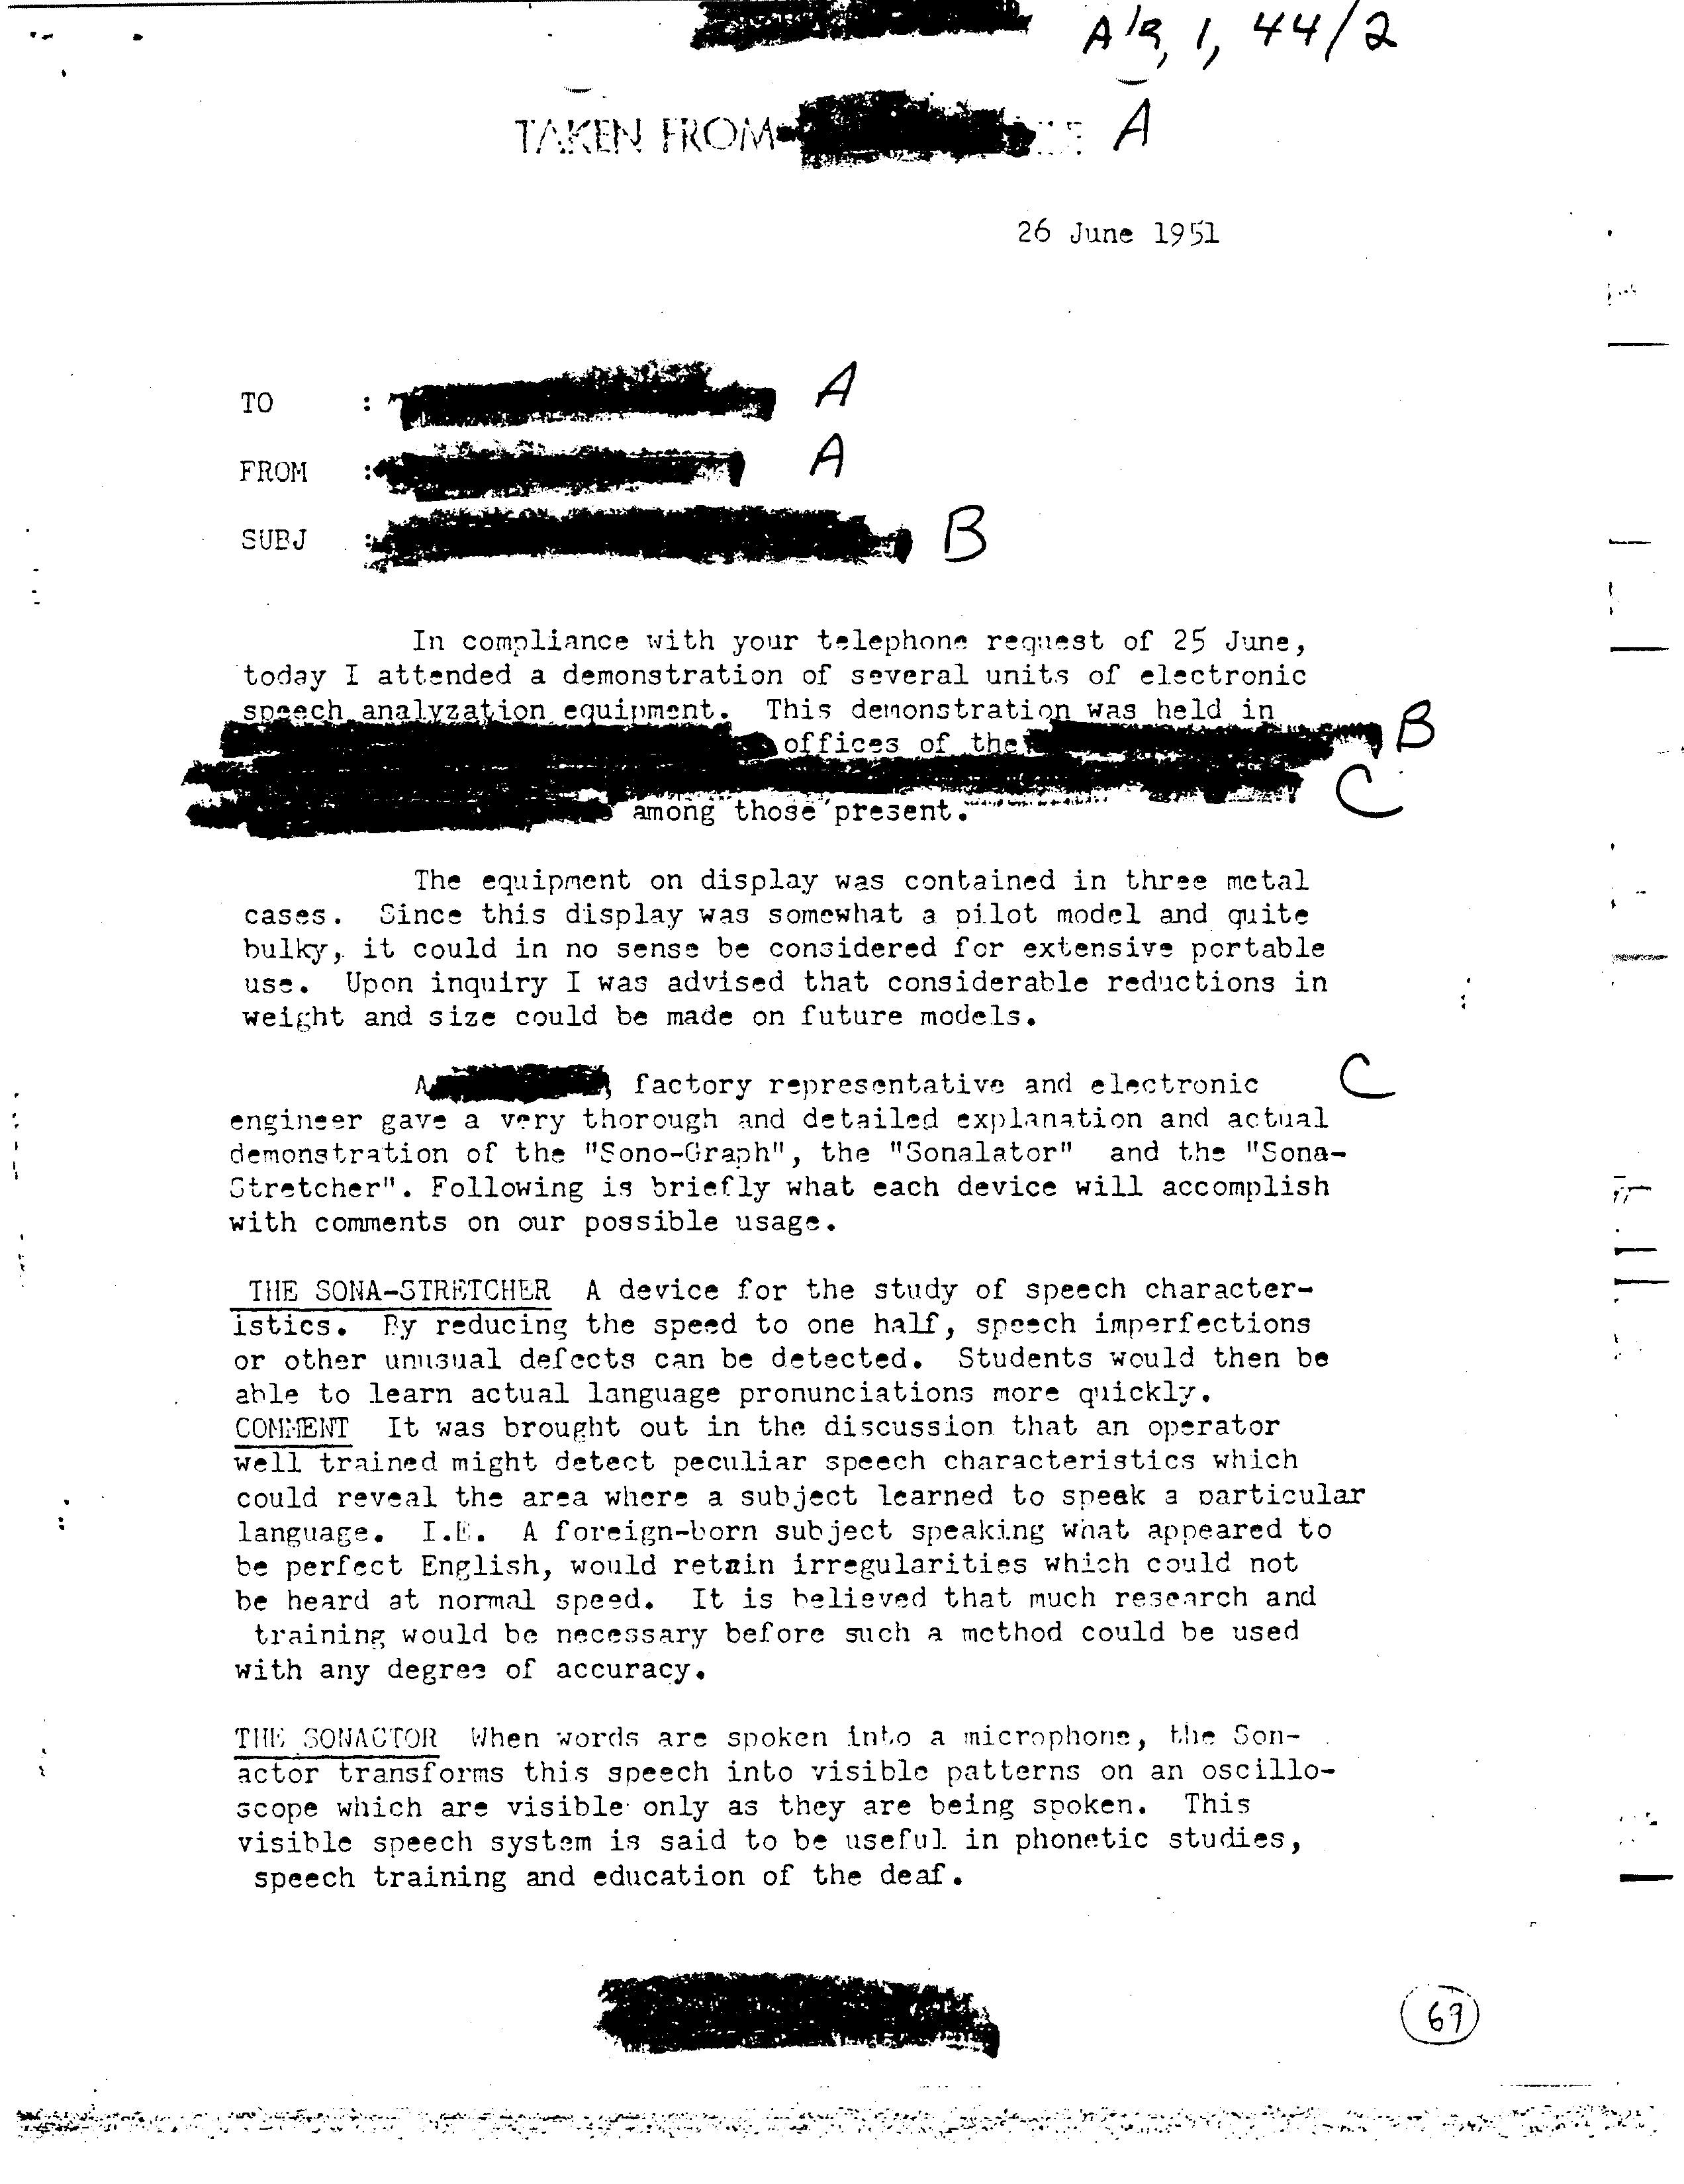 A/B, 1, 44/2
TAKEN FROM A
26 June 1951
TO : A
FROM : A
SUBJ : B
In compliance with your telephone request of 25 June,
today I attended a demonstration of several units of electronic
speech analyzation equipment. This demonstration was held in
offices of the B
C
among those present.
The equipment on display was contained in three metal
cases. Since this display was somewhat a pilot model and quite
bulky, it could in no sense be considered for extensive portable
use. Upon inquiry I was advised that considerable reductions in
weight and size could be made on future models.
A factory representative and electronic C
engineer gave a very thorough and detailed explanation and actual
demonstration of the "Sono-Graph", the "Sonalator" and the "Sona-
Stretcher". Following is briefly what each device will accomplish
with comments on our possible usage.
THE SONA-STRETCHER A device for the study of speech character-
istics. By reducing the speed to one half, speech imperfections
or other unusual defects can be detected. Students would then be
able to learn actual language pronunciations more quickly.
COMMENT It was brought out in the discussion that an operator
well trained might detect peculiar speech characteristics which
could reveal the area where a subject learned to speak a particular
language. I.E. A foreign-born subject speaking what appeared to
be perfect English, would retain irregularities which could not
be heard at normal speed. It is believed that much research and
training would be necessary before such a method could be used
with any degree of accuracy.
THE SONACTOR When words are spoken into a microphone, the Son-
actor transforms this speech into visible patterns on an oscillo-
scope which are visible only as they are being spoken. This
visible speech system is said to be useful in phonetic studies,
speech training and education of the deaf.
69